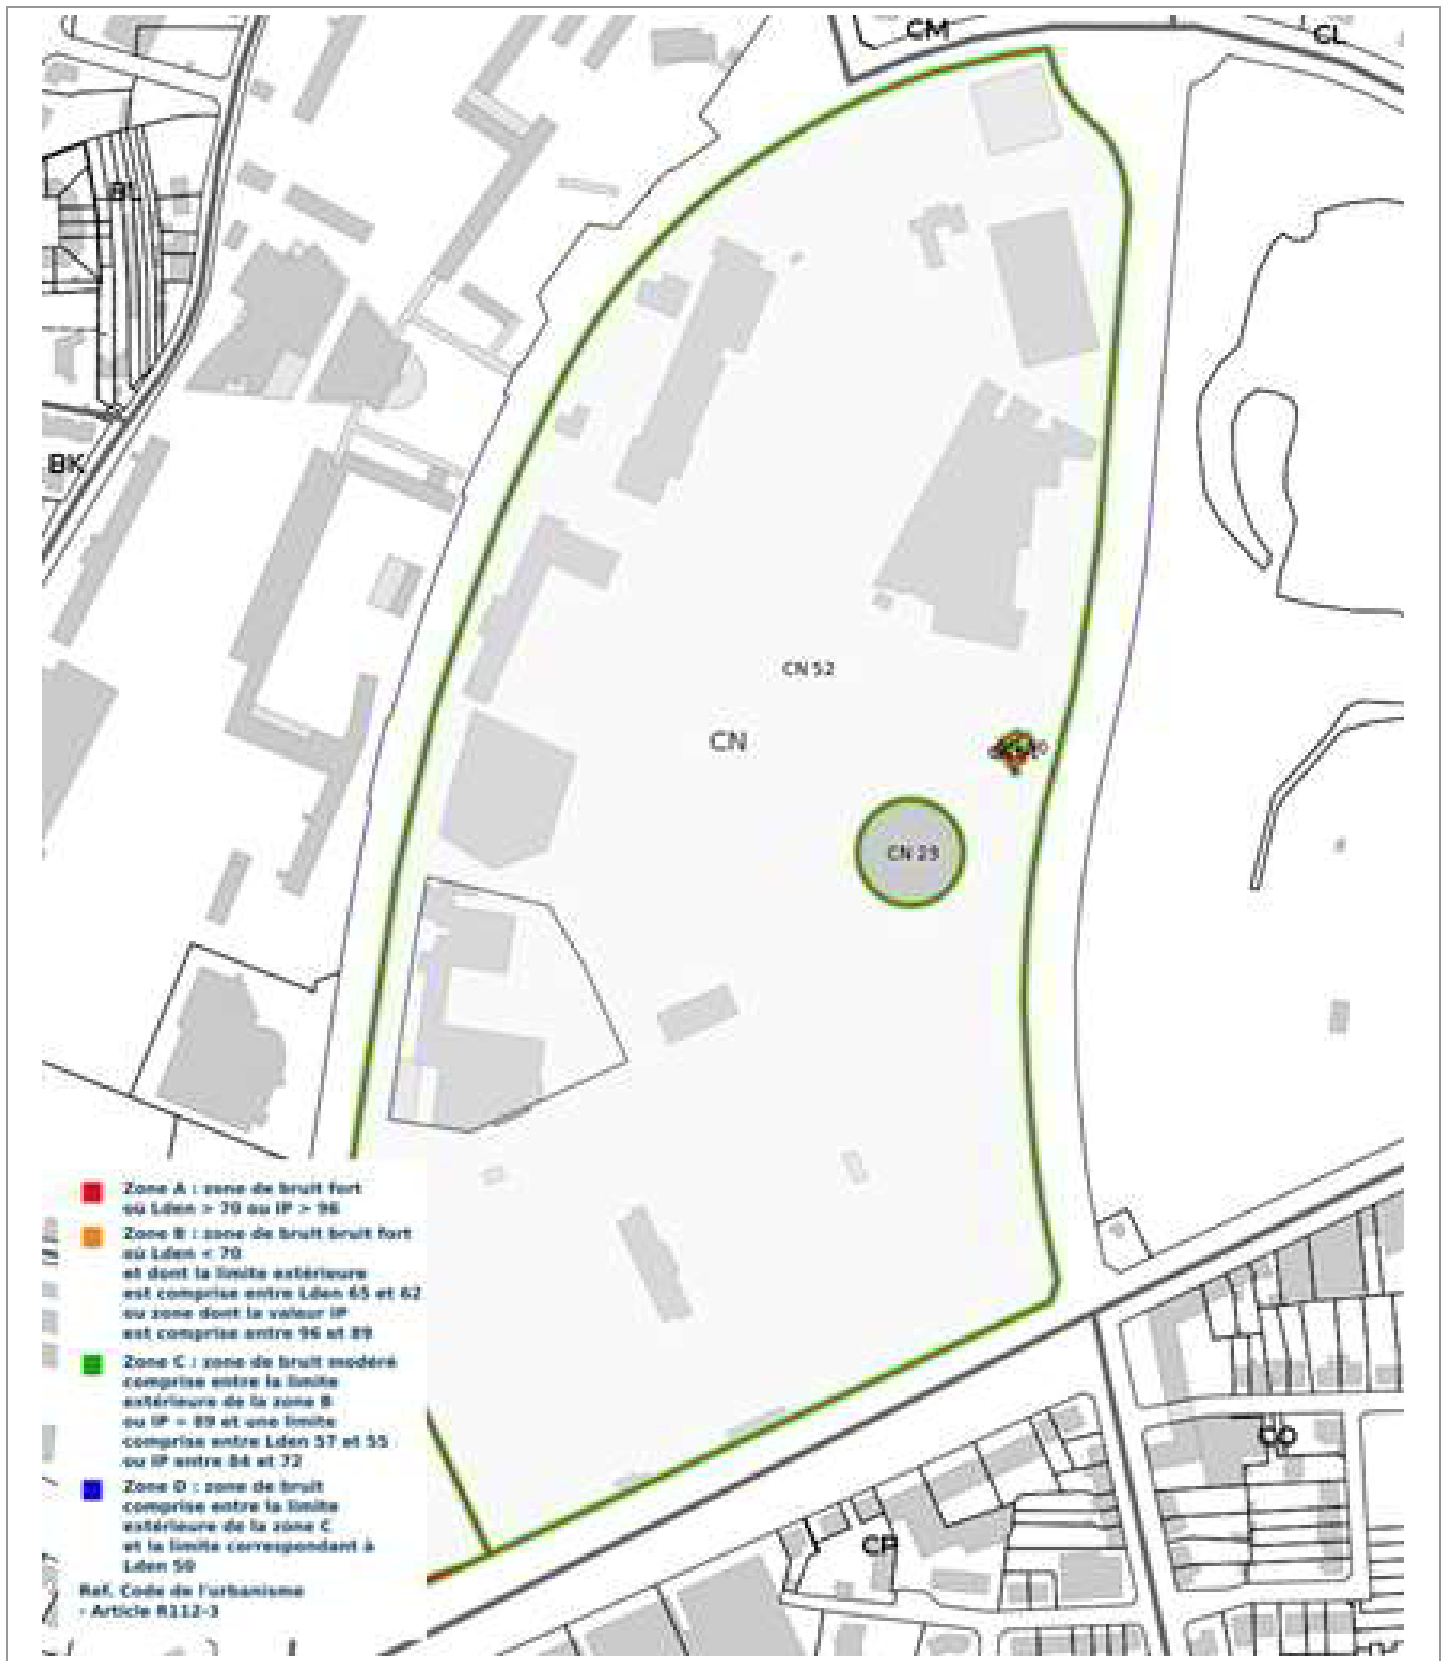 CM
CL
BK
CN 52
CN
CN 23
Zone A : zone de bruit fort
où Lden > 70 ou IP > 96
Zone B : zone de bruit bruit fort
où Lden < 70
et dont la limite extérieure
est comprise entre Lden 65 et 62
ou zone dont la valeur IP
est comprise entre 96 et 89
Zone C : zone de bruit modéré
comprise entre la limite
extérieure de la zone B
ou IP = 89 et une limite
comprise entre Lden 57 et 55
ou IP entre 84 et 72
Zone D : zone de bruit
comprise entre la limite
extérieure de la zone C
et la limite correspondant à
Lden 50
Ref. Code de l'urbanisme
- Article R112-3
CO
CP